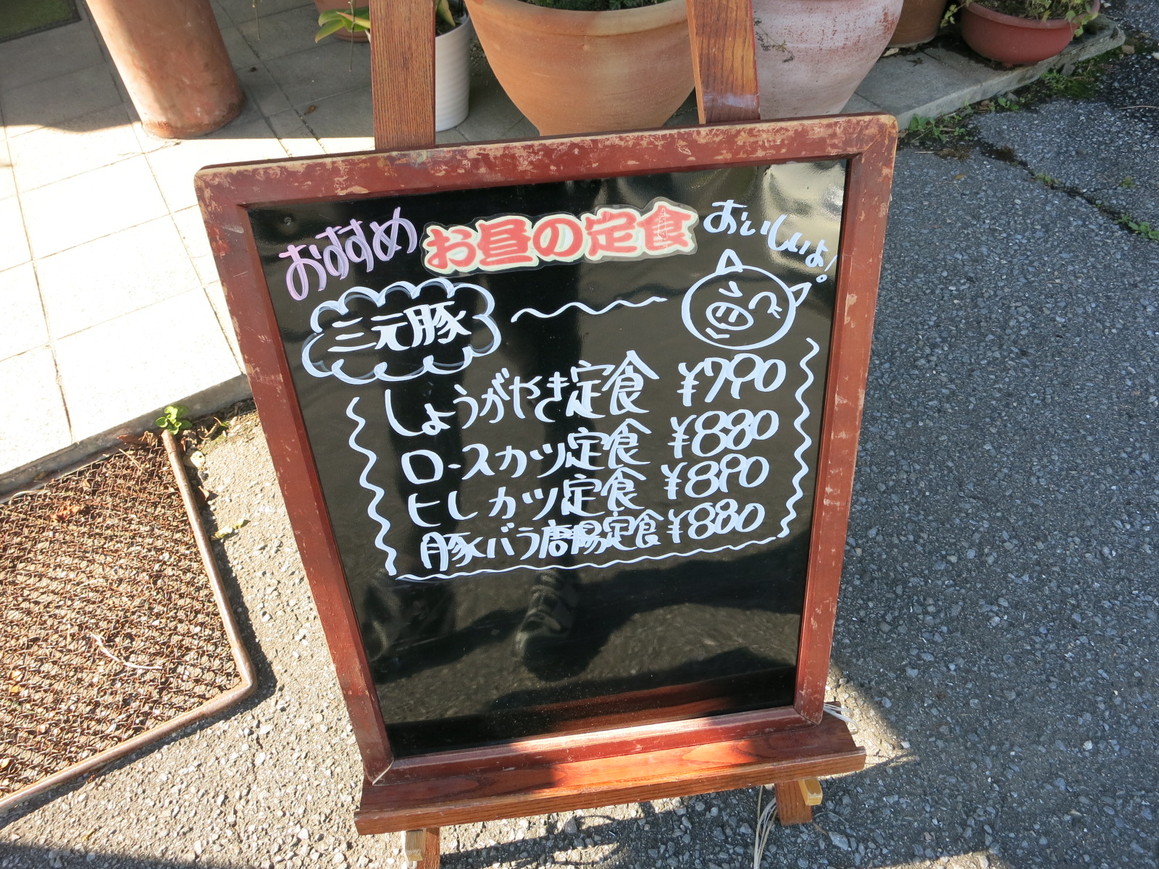 おすすめ お昼の定食 おいしいよ!
三元豚
しょうがやき定食 ¥790
ロースカツ定食 ¥880
ヒレカツ定食 ¥890
豚バラ唐揚定食 ¥880